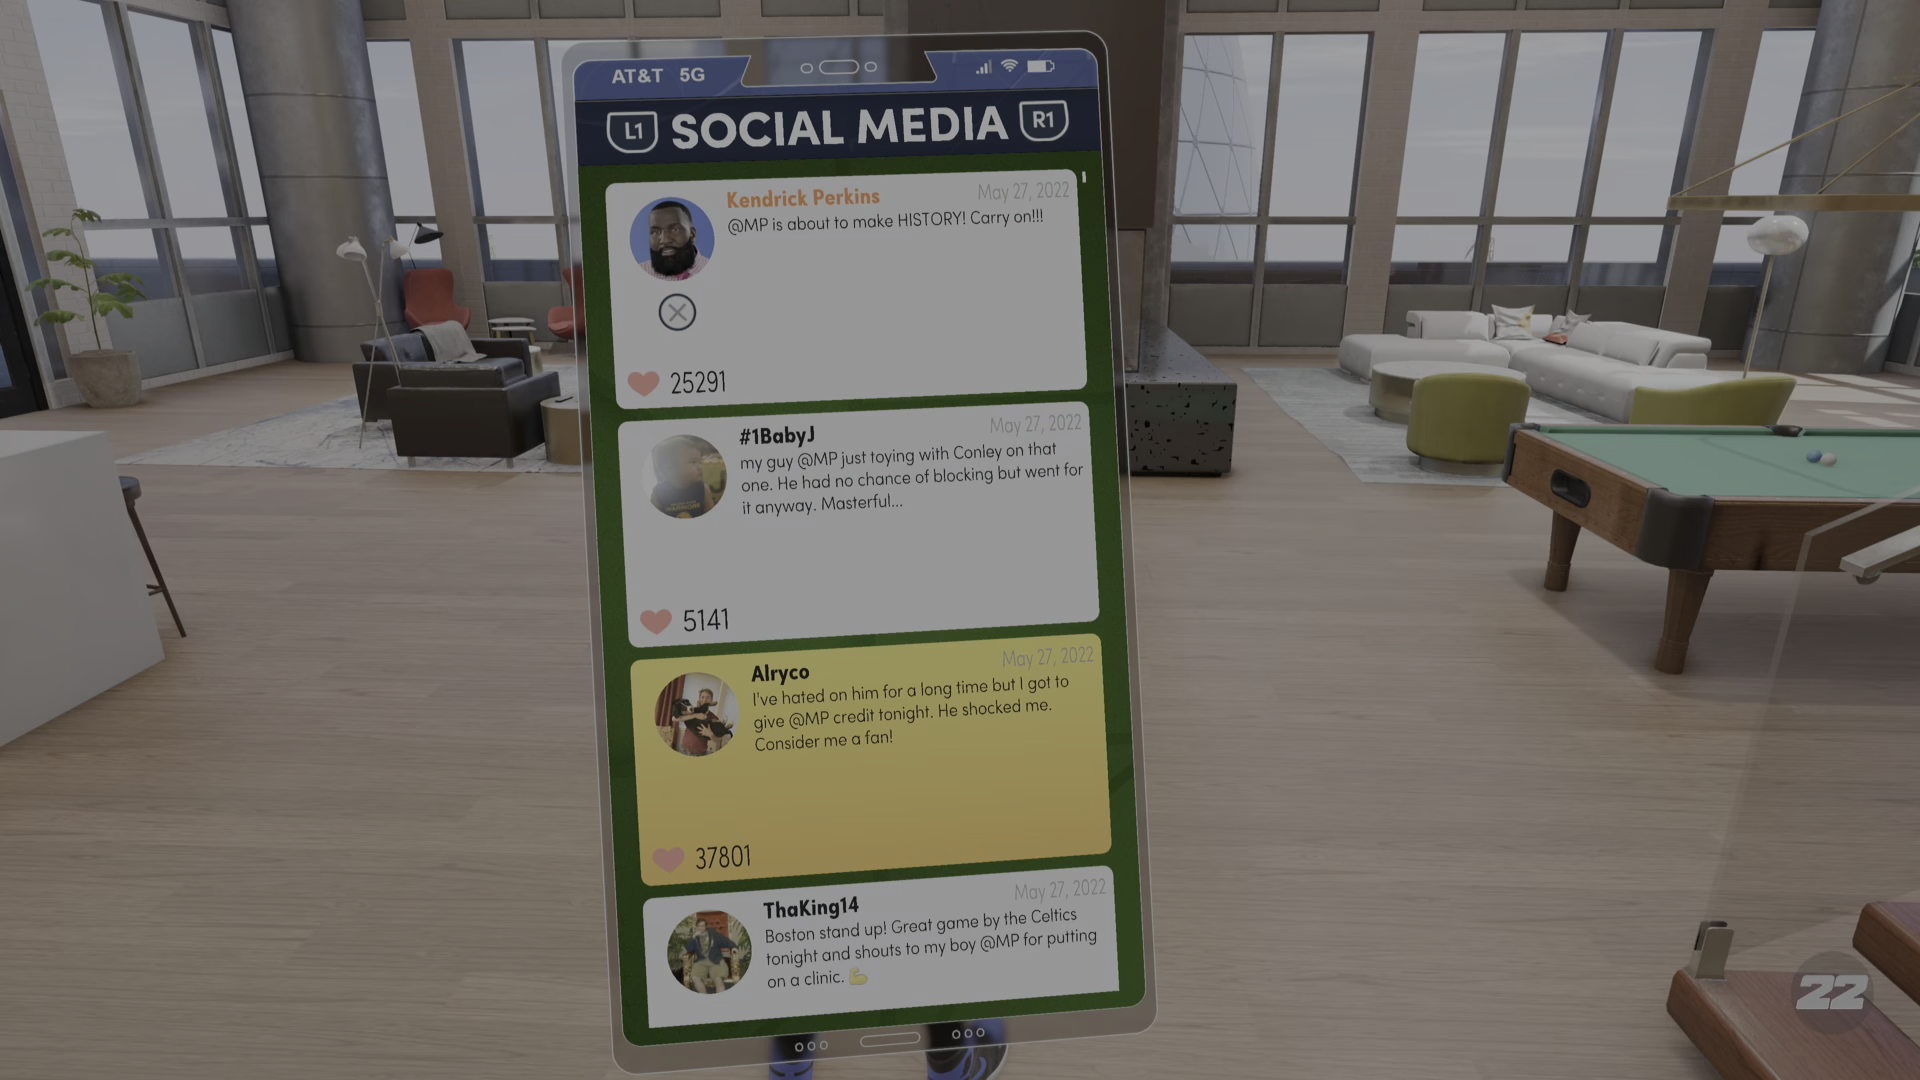 AT&T 5G
L1 SOCIAL MEDIA R1
Kendrick Perkins May 27, 2022
@MP is about to make HISTORY! Carry on!!!
25291
#1BabyJ May 27, 2022
my guy @MP just toying with Conley on that
one. He had no chance of blocking but went for
it anyway. Masterful...
5141
Alryco May 27, 2022
I've hated on him for a long time but I got to
give @MP credit tonight. He shocked me.
Consider me a fan!
37801
ThaKing14 May 27, 2022
Boston stand up! Great game by the Celtics
tonight and shouts to my boy @MP for putting
on a clinic. 💪
22